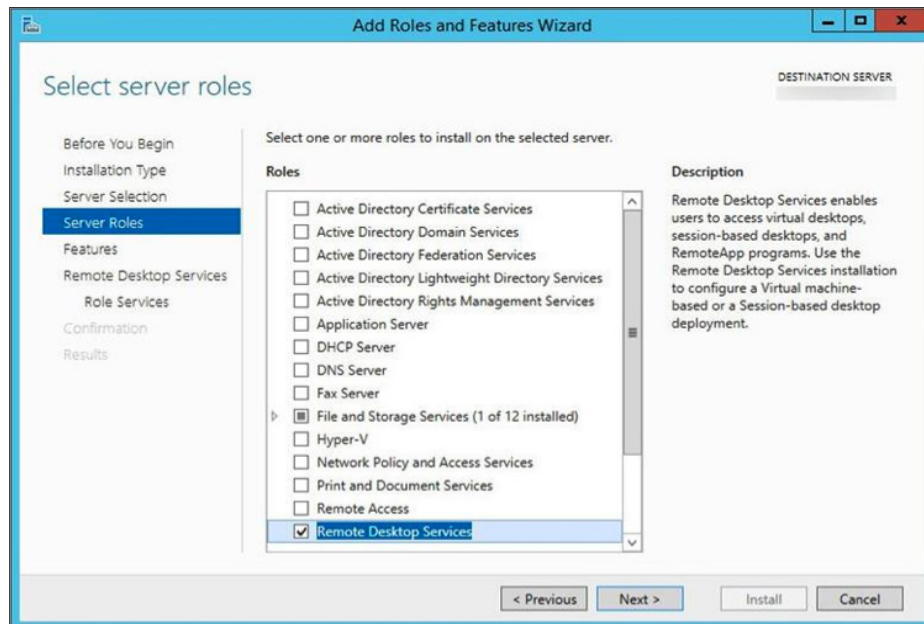 Add Roles and Features Wizard
Select server roles
DESTINATION SERVER
Before You Begin
Installation Type
Server Selection
Server Roles
Features
Remote Desktop Services
Role Services
Confirmation
Results
Select one or more roles to install on the selected server.
Roles
Active Directory Certificate Services
Active Directory Domain Services
Active Directory Federation Services
Active Directory Lightweight Directory Services
Active Directory Rights Management Services
Application Server
DHCP Server
DNS Server
Fax Server
File and Storage Services (1 of 12 installed)
Hyper-V
Network Policy and Access Services
Print and Document Services
Remote Access
Remote Desktop Services
Description
Remote Desktop Services enables
users to access virtual desktops,
session-based desktops, and
RemoteApp programs. Use the
Remote Desktop Services installation
to configure a Virtual machine-
based or a Session-based desktop
deployment.
< Previous
Next >
Install
Cancel